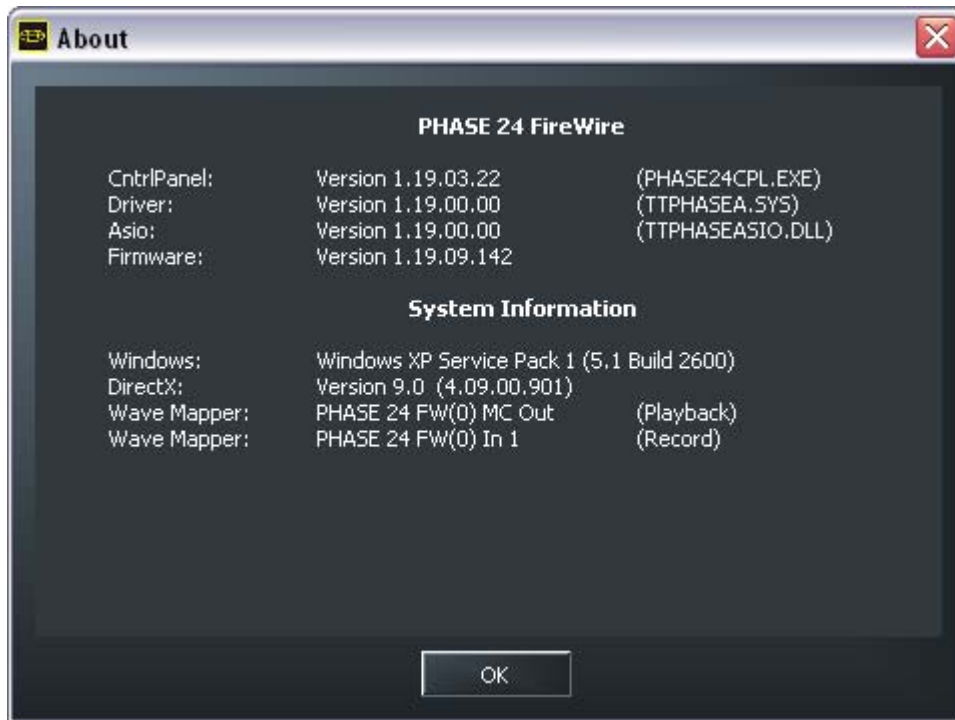 About
PHASE 24 FireWire
CntrlPanel: Version 1.19.03.22 (PHASE24CPL.EXE)
Driver: Version 1.19.00.00 (TTPHASEA.SYS)
Asio: Version 1.19.00.00 (TTPHASEASIO.DLL)
Firmware: Version 1.19.09.142
System Information
Windows: Windows XP Service Pack 1 (5.1 Build 2600)
DirectX: Version 9.0 (4.09.00.901)
Wave Mapper: PHASE 24 FW(0) MC Out (Playback)
Wave Mapper: PHASE 24 FW(0) In 1 (Record)
OK